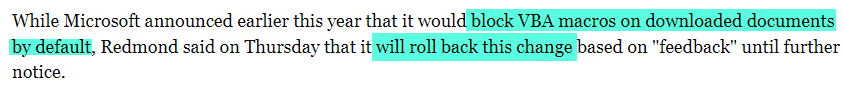 While Microsoft announced earlier this year that it would block VBA macros on downloaded documents
by default, Redmond said on Thursday that it will roll back this change based on "feedback" until further
notice.